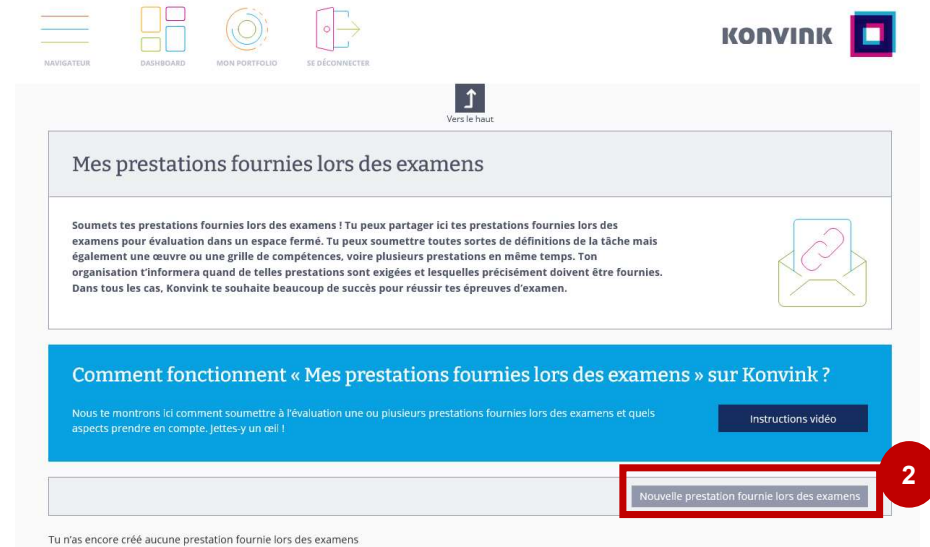 NAVIGATEUR
DASHBOARD
MON PORTFOLIO
SE DÉCONNECTER
KONVINK
Vers le haut
Mes prestations fournies lors des examens
Soumets tes prestations fournies lors des examens ! Tu peux partager ici tes prestations fournies lors des
examens pour évaluation dans un espace fermé. Tu peux soumettre toutes sortes de définitions de la tâche mais
également une œuvre ou une grille de compétences, voire plusieurs prestations en même temps. Ton
organisation t'informera quand de telles prestations sont exigées et lesquelles précisément doivent être fournies.
Dans tous les cas, Konvink te souhaite beaucoup de succès pour réussir tes épreuves d'examen.
Comment fonctionnent « Mes prestations fournies lors des examens » sur Konvink ?
Nous te montrons ici comment soumettre à l'évaluation une ou plusieurs prestations fournies lors des examens et quels
aspects prendre en compte. Jettes-y un œil !
Instructions vidéo
2
Nouvelle prestation fournie lors des examens
Tu n'as encore créé aucune prestation fournie lors des examens